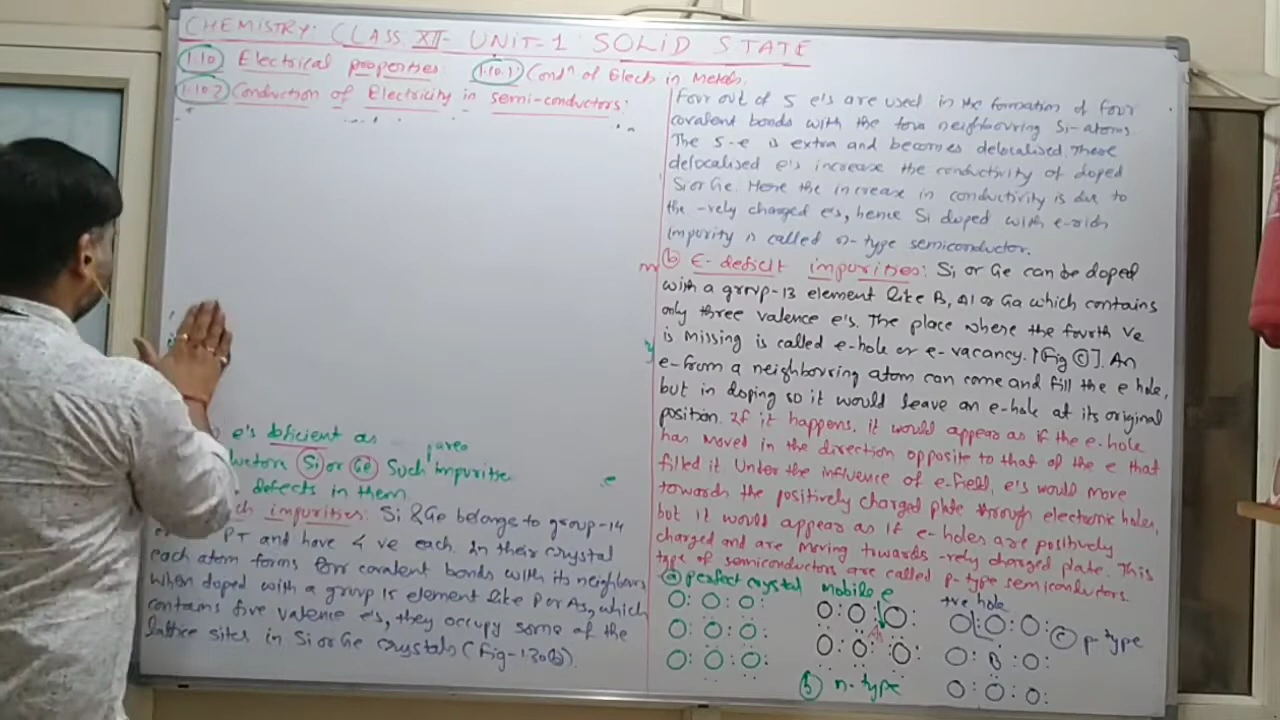 CHEMISTRY: CLASS XII- UNIT-1 SOLID STATE
1.10 Electrical properties: 1.10.1 Condⁿ of Elect. in Metals.
1.10.2 Conduction of Electricity in semi-conductors:
e's deficient as
Si or Ge Such impurities
defects in them
impurities: Si & Ge belongs to group-14
PT and have 4 ve each. In their crystal
each atom forms four covalent bonds with its neighbours
when doped with a group 15 element like P or As, which
contains five valence e's, they occupy some of the
lattice sites in Si or Ge crystals (Fig-1.30b).
Four out of 5 e's are used in the formation of four
covalent bonds with the four neighbouring Si-atoms
The 5-e is extra and becomes delocalised. These
delocalised e's increase the conductivity of doped
Si or Ge. Here the increase in conductivity is due to
the -vely charged e's, hence Si doped with e-rich
impurity is called n-type semiconductor.
(b) E-deficit impurities: Si or Ge can be doped
with a group-13 element like B, Al or Ga which contains
only three valence e's. The place where the fourth ve
is missing is called e-hole or e-vacancy. [Fig (c)]. An
e-from a neighbouring atom can come and fill the e hole,
but in doping so it would leave an e-hole at its original
position. If it happens, it would appear as if the e-hole
has moved in the direction opposite to that of the e that
filled it Under the influence of e-field, e's would move
towards the positively charged plate through electronic holes,
but it would appear as if e-holes are positively
charged and are moving towards -vely charged plate. This
type of semiconductors are called p-type semiconductors.
(a) perfect crystal mobile e
+ve hole
(c) p-type
B
(b) n-type